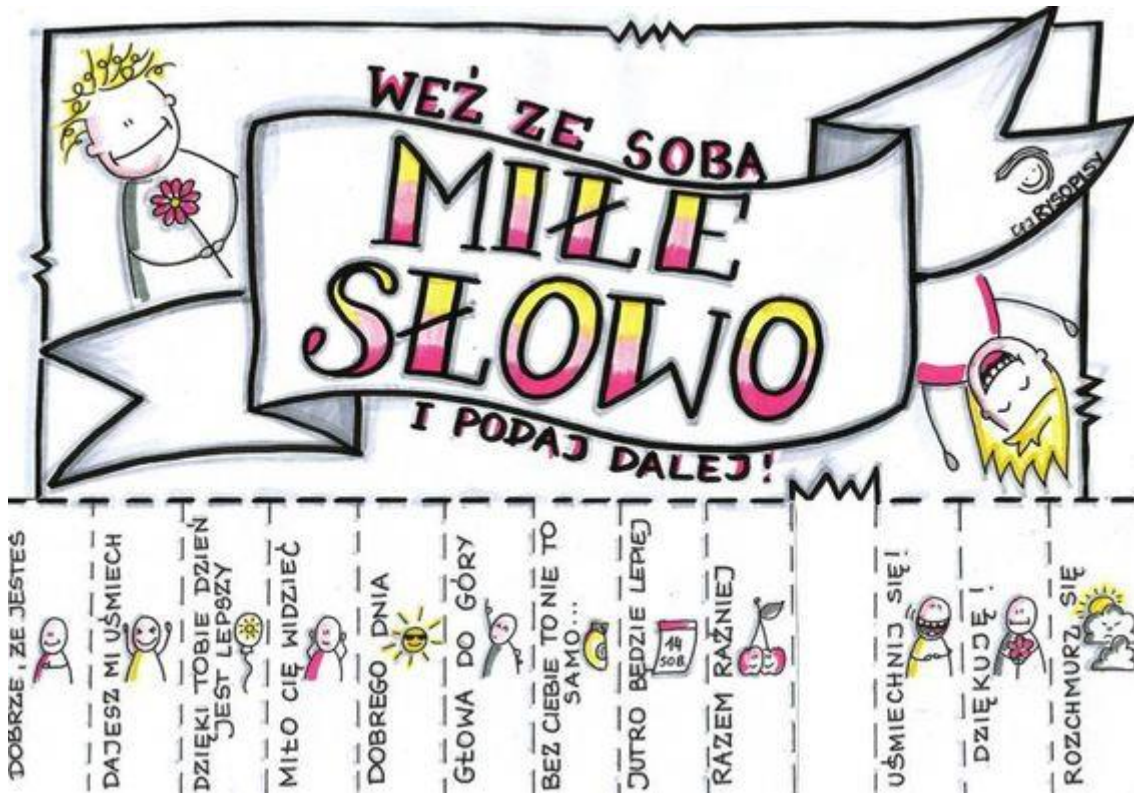 WEŹ ZE SOBĄ
MIŁE
SŁOWO
I PODAJ DALEJ!
RYSOPISY
DOBRZE, ŻE JESTEŚ
DAJESZ MI UŚMIECH
DZIĘKI TOBIE DZIEŃ
JEST LEPSZY
MIŁO CIĘ WIDZIEĆ
DOBREGO DNIA
GŁOWA DO GÓRY
BEZ CIEBIE TO NIE TO
SAMO...
JUTRO BĘDZIE LEPIEJ
14
SOB.
RAZEM RAŹNIEJ
UŚMIECHNIJ SIĘ!
DZIĘKUJĘ!
ROZCHMURZ SIĘ